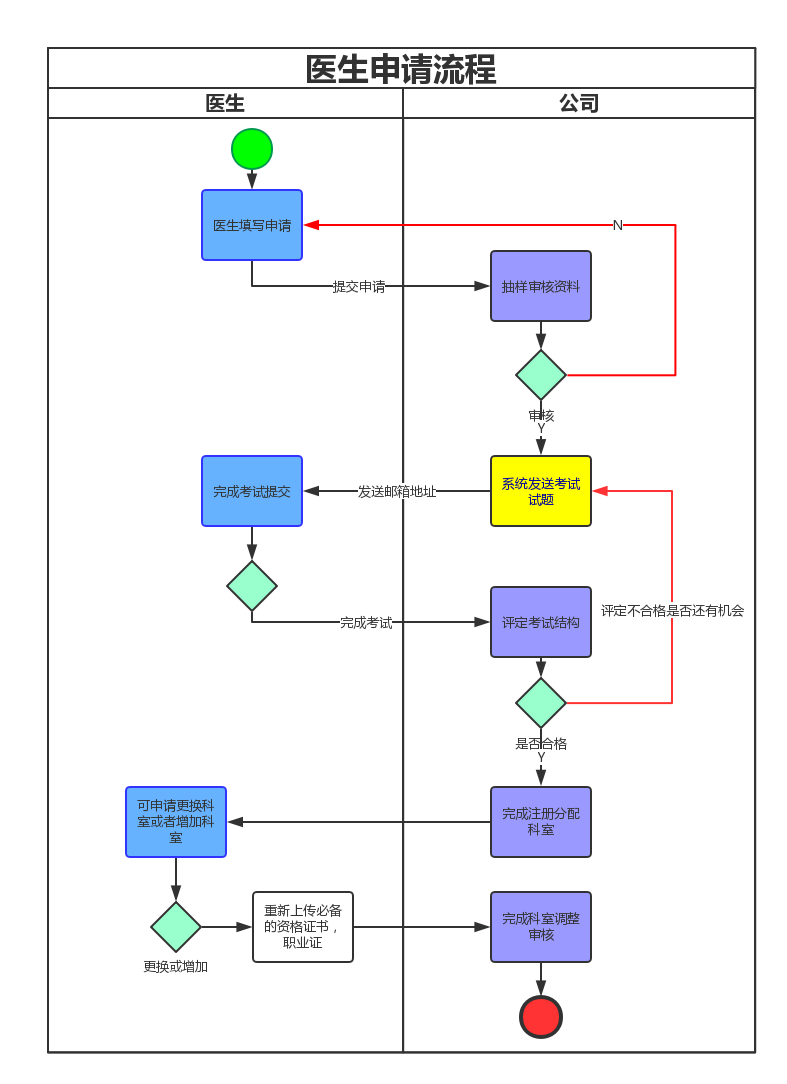 医生申请流程
医生
公司
医生填写申请
N
提交申请
抽样审核资料
审核
Y
完成考试提交
发送邮箱地址
系统发送考试
试题
评定不合格是否还有机会
完成考试
评定考试结构
是否合格
Y
可申请更换科
室或者增加科
室
完成注册分配
科室
重新上传必备
的资格证书，
职业证
完成科室调整
审核
更换或增加